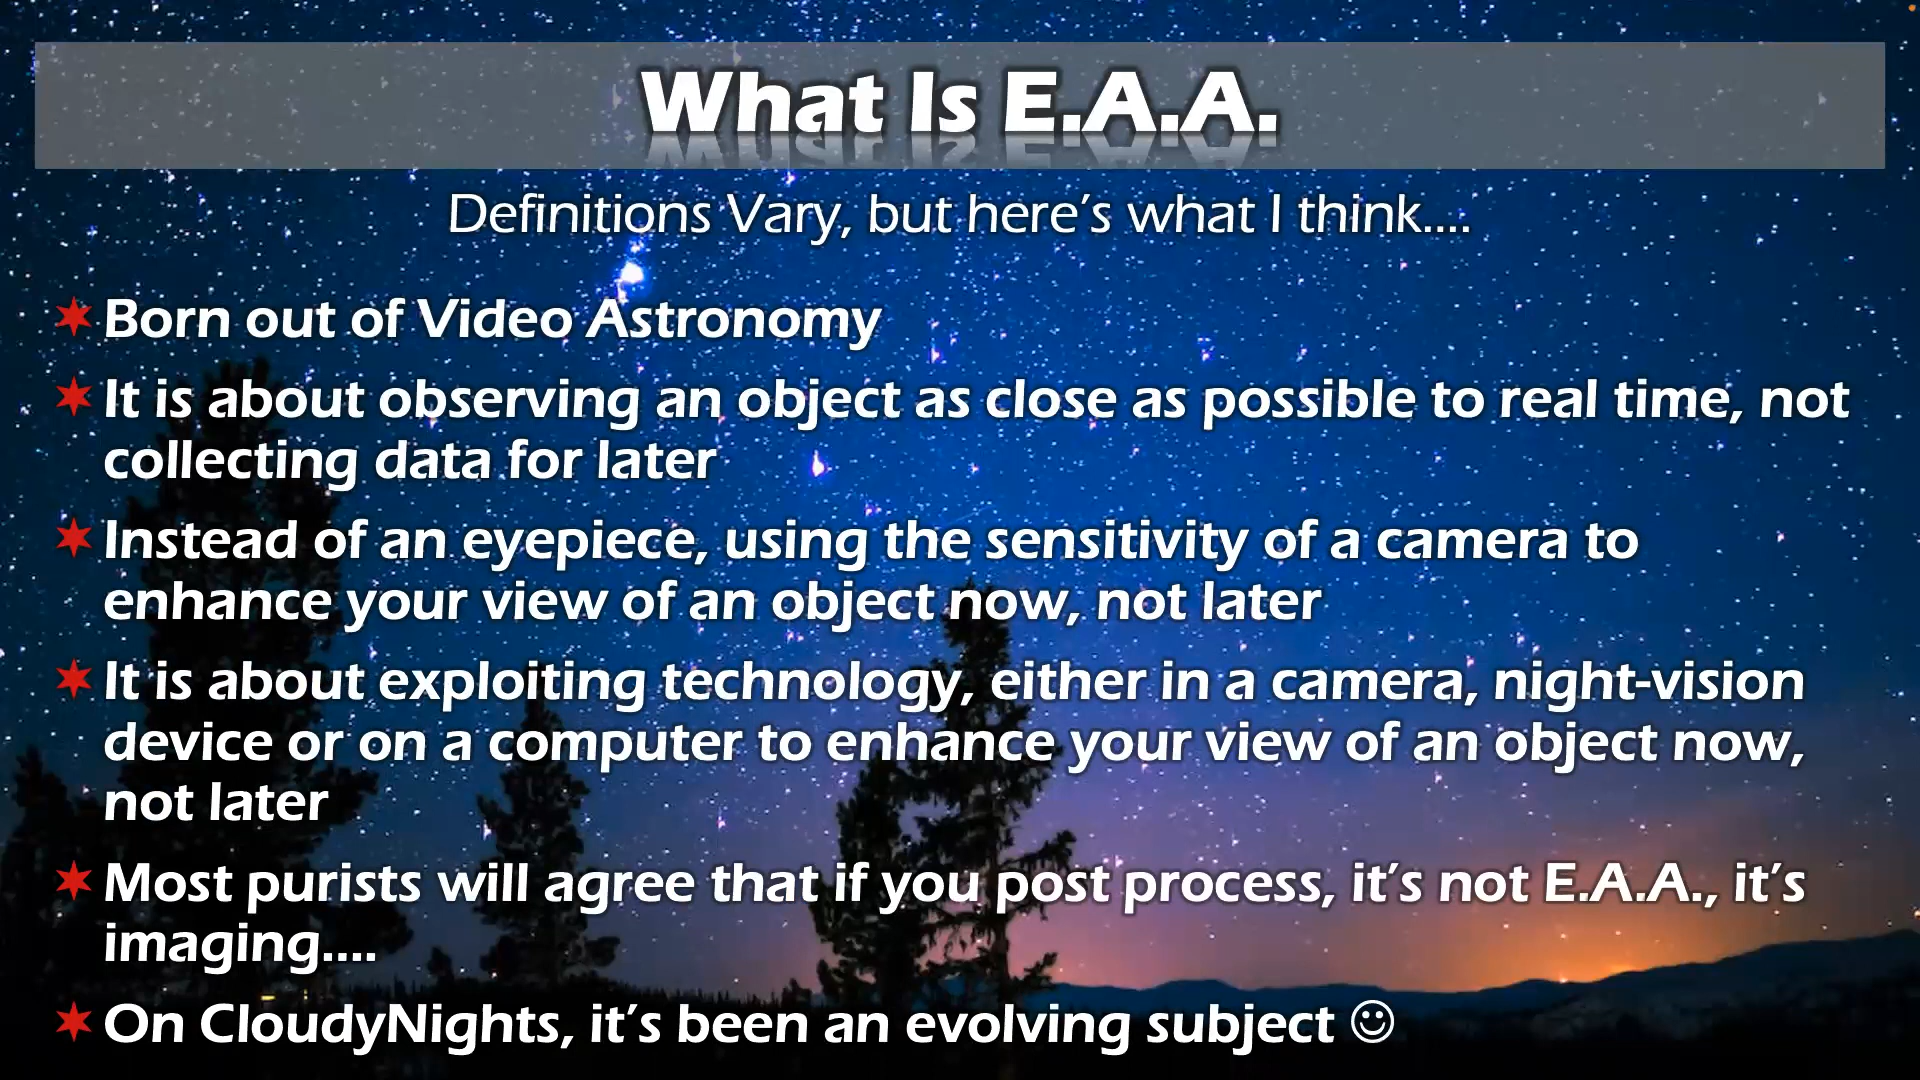 What Is E.A.A.
Definitions Vary, but here's what I think....
Born out of Video Astronomy
It is about observing an object as close as possible to real time, not
collecting data for later
Instead of an eyepiece, using the sensitivity of a camera to
enhance your view of an object now, not later
It is about exploiting technology, either in a camera, night-vision
device or on a computer to enhance your view of an object now,
not later
Most purists will agree that if you post process, it's not E.A.A., it's
imaging....
On CloudyNights, it's been an evolving subject ☺